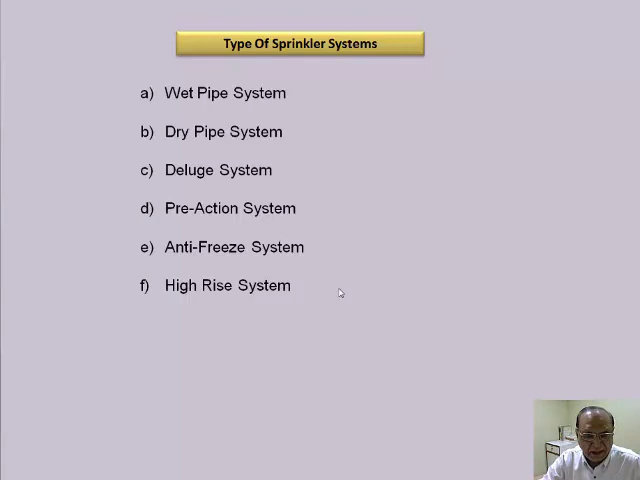 Type Of Sprinkler Systems
a) Wet Pipe System
b) Dry Pipe System
c) Deluge System
d) Pre-Action System
e) Anti-Freeze System
f) High Rise System